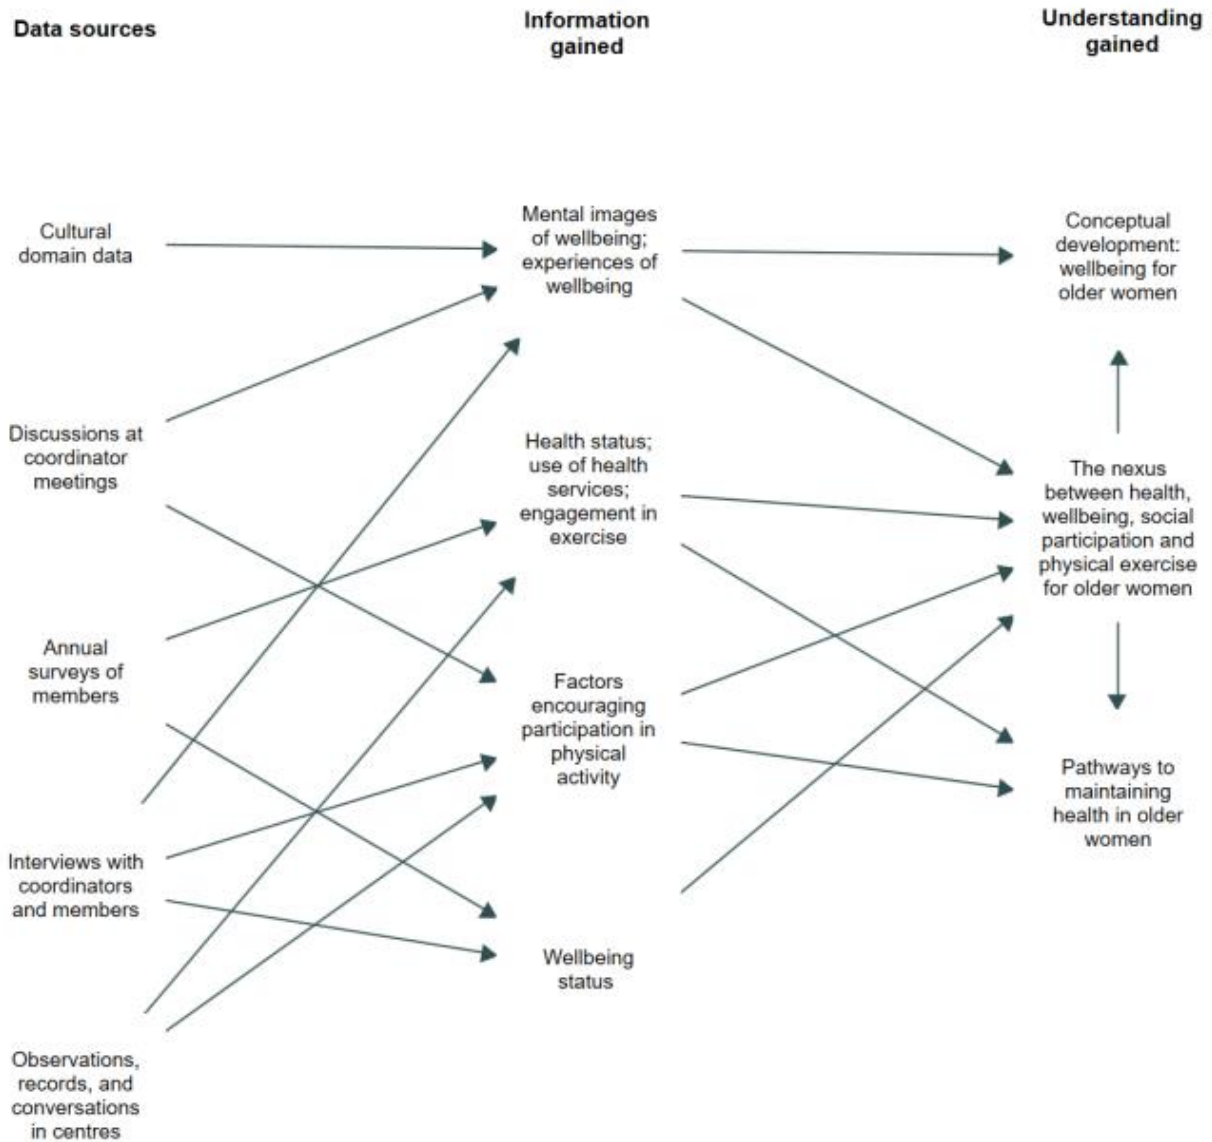 Data sources
Information
gained
Understanding
gained
Cultural
domain data
Discussions at
coordinator
meetings
Annual
surveys of
members
Interviews with
coordinators
and members
Observations,
records, and
conversations
in centres
Mental images
of wellbeing;
experiences of
wellbeing
Health status;
use of health
services;
engagement in
exercise
Factors
encouraging
participation in
physical
activity
Wellbeing
status
Conceptual
development:
wellbeing for
older women
The nexus
between health,
wellbeing, social
participation and
physical exercise
for older women
Pathways to
maintaining
health in older
women